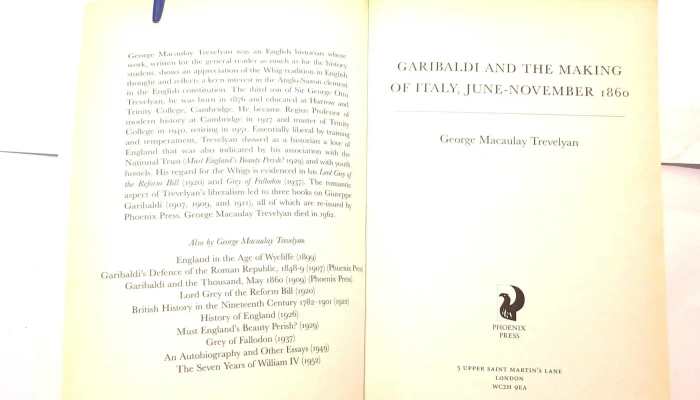 George Macaulay Trevelyan was an English historian whose
work, written for the general reader as much as for the history
student, shows an appreciation of the Whig tradition in English
thought and reflects a keen interest in the Anglo-Saxon element
in the English constitution. The third son of Sir George Otto
Trevelyan, he was born in 1876 and educated at Harrow and
Trinity College, Cambridge. He became Regius Professor of
modern history at Cambridge in 1927 and master of Trinity
College in 1940, retiring in 1951. Essentially liberal by training
and temperament, Trevelyan showed as a historian a love of
England that was also indicated by his association with the
National Trust (Must England's Beauty Perish? 1929) and with youth
hostels. His regard for the Whigs is evidenced in his Lord Grey of
the Reform Bill (1920) and Grey of Fallodon (1937). The romantic
aspect of Trevelyan's liberalism led to three books on Giuseppe
Garibaldi (1907, 1909, and 1911), all of which are re-issued by
Phoenix Press. George Macaulay Trevelyan died in 1962.
Also by George Macaulay Trevelyan
England in the Age of Wycliffe (1899)
Garibaldi's Defence of the Roman Republic, 1848-9 (1907) (Phoenix Press)
Garibaldi and the Thousand, May 1860 (1909) (Phoenix Press)
Lord Grey of the Reform Bill (1920)
British History in the Nineteenth Century 1782-1901 (1922)
History of England (1926)
Must England's Beauty Perish? (1929)
Grey of Fallodon (1937)
An Autobiography and Other Essays (1949)
The Seven Years of William IV (1952)
GARIBALDI AND THE MAKING
OF ITALY, JUNE-NOVEMBER 1860
George Macaulay Trevelyan
PHOENIX
PRESS
5 UPPER SAINT MARTIN'S LANE
LONDON
WC2H 9EA